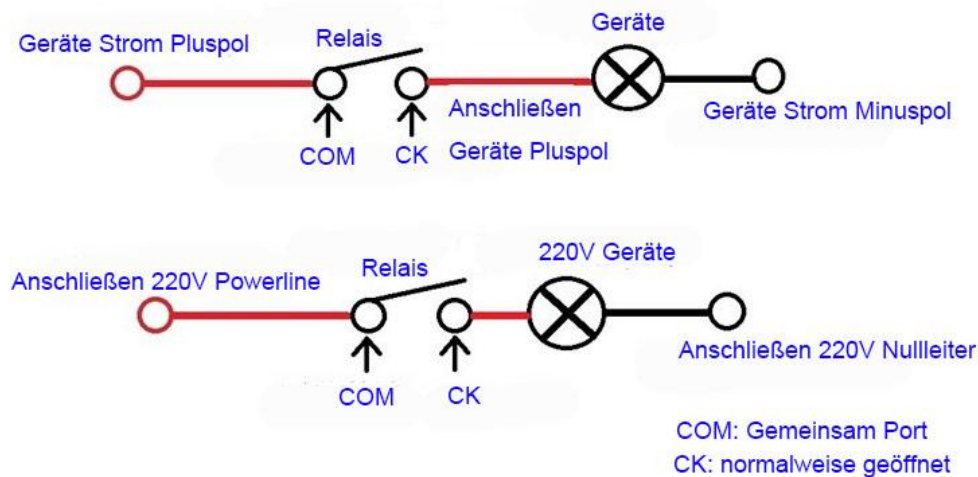 Geräte
Geräte Strom Pluspol
Relais
Anschließen
Geräte Pluspol
Geräte Strom Minuspol
COM
CK
220V Geräte
Anschließen 220V Powerline
Relais
Anschließen 220V Nullleiter
COM
CK
COM: Gemeinsam Port
CK: normalweise geöffnet